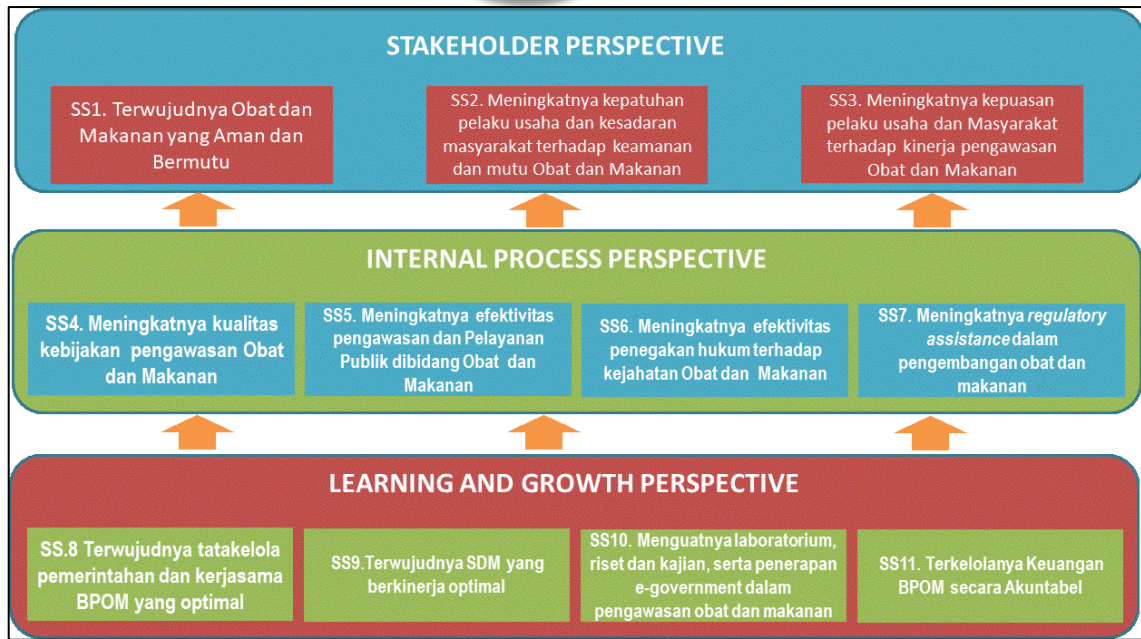 STAKEHOLDER PERSPECTIVE
SS1. Terwujudnya Obat dan
Makanan yang Aman dan
Bermutu
SS2. Meningkatnya kepatuhan
pelaku usaha dan kesadaran
masyarakat terhadap keamanan
dan mutu Obat dan Makanan
SS3. Meningkatnya kepuasan
pelaku usaha dan Masyarakat
terhadap kinerja pengawasan
Obat dan Makanan
INTERNAL PROCESS PERSPECTIVE
SS4. Meningkatnya kualitas
kebijakan pengawasan Obat
dan Makanan
SS5. Meningkatnya efektivitas
pengawasan dan Pelayanan
Publik dibidang Obat dan
Makanan
SS6. Meningkatnya efektivitas
penegakan hukum terhadap
kejahatan Obat dan Makanan
SS7. Meningkatnya regulatory
assistance dalam
pengembangan obat dan
makanan
LEARNING AND GROWTH PERSPECTIVE
SS.8 Terwujudnya tatakelola
pemerintahan dan kerjasama
BPOM yang optimal
SS9.Terwujudnya SDM yang
berkinerja optimal
SS10. Menguatnya laboratorium,
riset dan kajian, serta penerapan
e-government dalam
pengawasan obat dan makanan
SS11. Terkelolanya Keuangan
BPOM secara Akuntabel